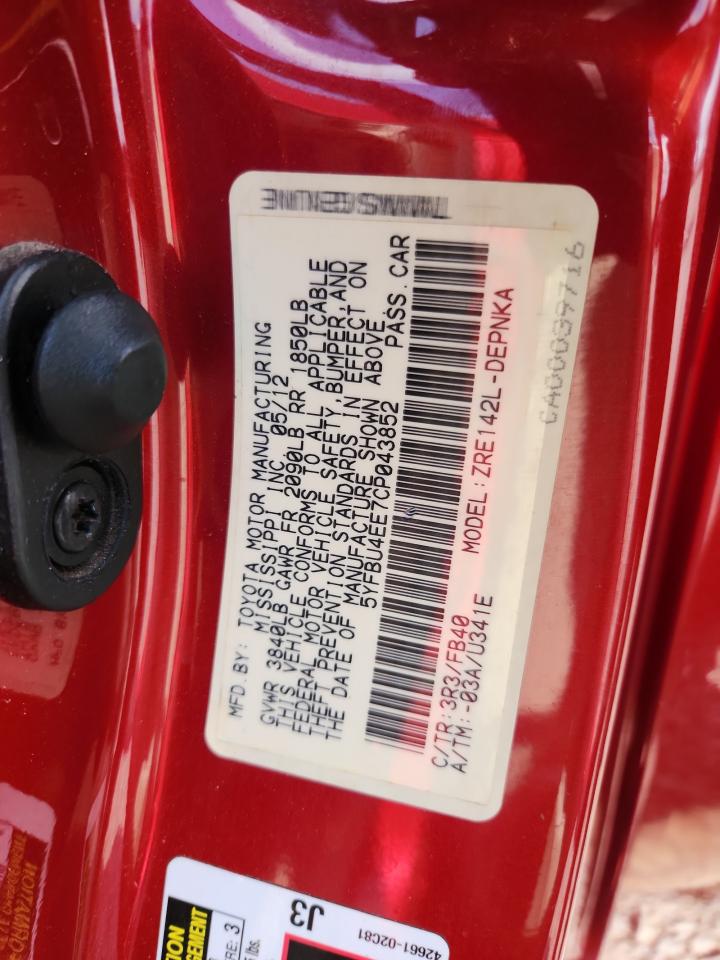 MFD.BY: TOYOTA MOTOR MANUFACTURING
MISSISSIPPI INC. 05/12
GVWR 3840LB GAWR FR 2090LB RR 1850LB
THIS VEHICLE CONFORMS TO ALL APPLICABLE
FEDERAL MOTOR VEHICLE SAFETY,BUMPER,AND
THEFT PREVENTION STANDARDS IN EFFECT ON
THE DATE OF MANUFACTURE SHOWN ABOVE.
5YFBU4EE7CP043852 PASS.CAR
C/TR:3R3/FB40 MODEL:ZRE142L-DEPNKA
A/TM:-03A/U341E
CA00039716
J3
42661-02C81